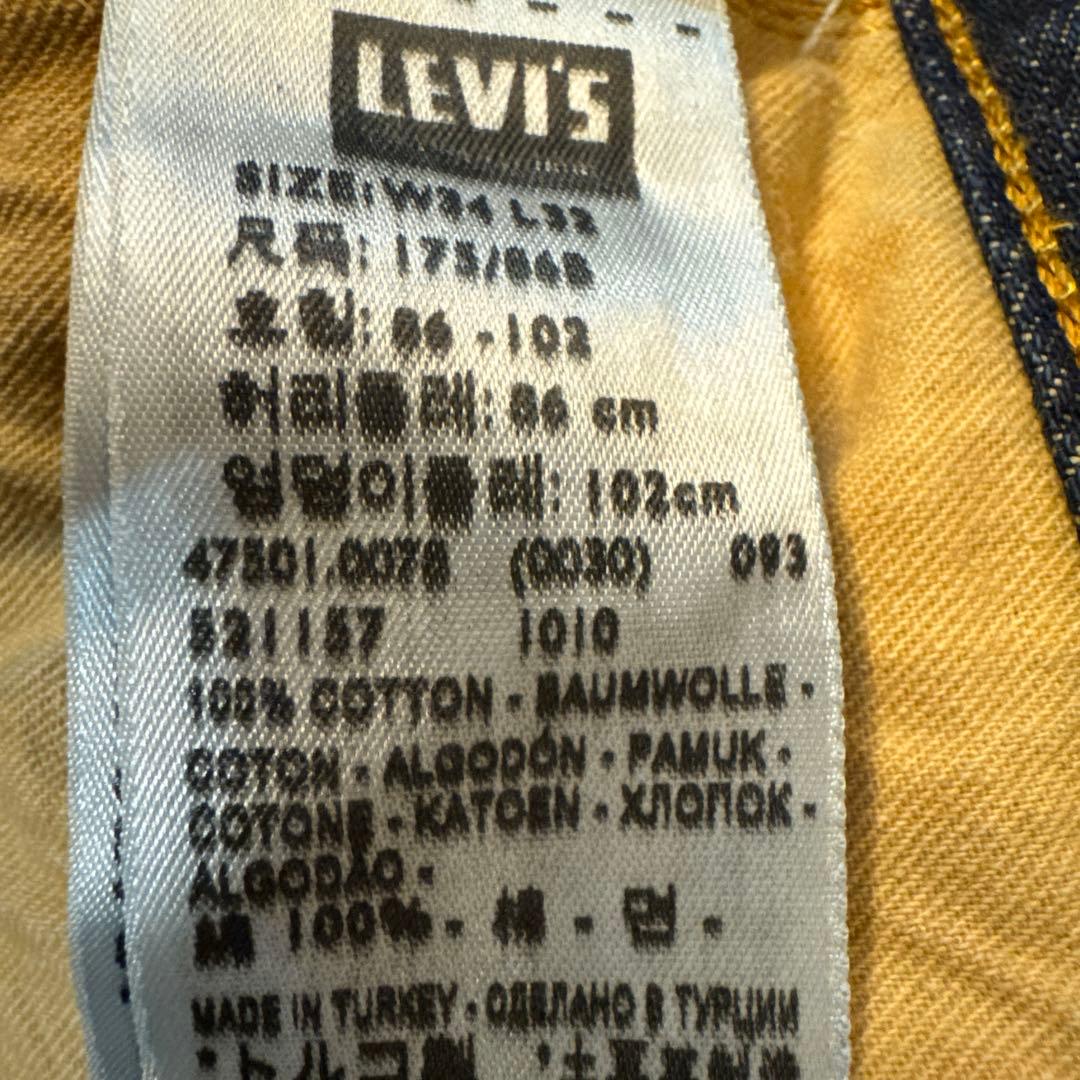 LEVI'S
SIZE: W34 L32
尺码: 175/86B
호칭: 86 - 102
허리둘레: 86 cm
엉덩이둘레: 102cm
47501.0078 (0030) 093
521157 1010
100% COTTON - BAUMWOLLE -
COTON - ALGODÓN - PAMUK -
COTONE - KATOEN - ХЛОПОК -
ALGODÃO -
綿 100% - 棉 - 면 -
MADE IN TURKEY - СДЕЛАНО В ТУРЦИИ